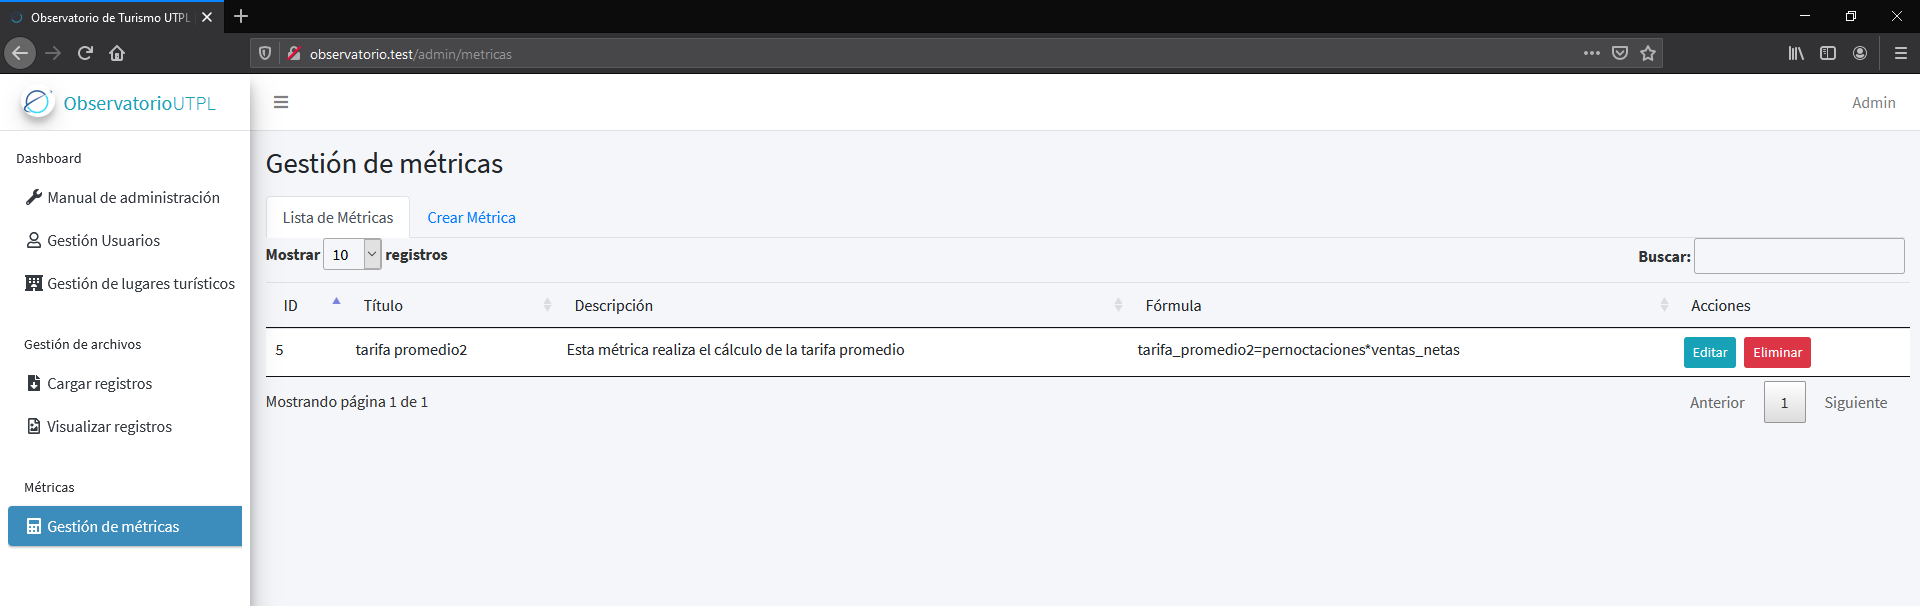 Observatorio de Turismo UTPL
observatorio.test/admin/metricas
ObservatorioUTPL
Admin
Dashboard
Manual de administración
Gestión Usuarios
Gestión de lugares turísticos
Gestión de archivos
Cargar registros
Visualizar registros
Métricas
Gestión de métricas
Gestión de métricas
Lista de Métricas Crear Métrica
Mostrar 10 registros Buscar:
ID Título Descripción Fórmula Acciones
5 tarifa promedio2 Esta métrica realiza el cálculo de la tarifa promedio tarifa_promedio2=pernoctaciones*ventas_netas Editar Eliminar
Mostrando página 1 de 1 Anterior 1 Siguiente